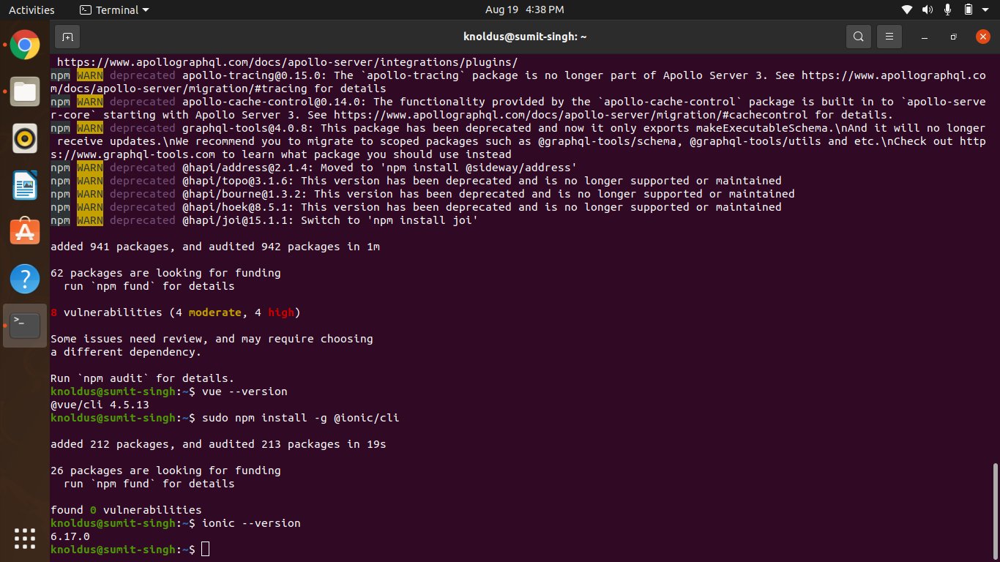 Activities Terminal Aug 19 4:38 PM
knoldus@sumit-singh: ~
https://www.apollographql.com/docs/apollo-server/integrations/plugins/
npm WARN deprecated apollo-tracing@0.15.0: The `apollo-tracing` package is no longer part of Apollo Server 3. See https://www.apollographql.co
m/docs/apollo-server/migration/#tracing for details
npm WARN deprecated apollo-cache-control@0.14.0: The functionality provided by the `apollo-cache-control` package is built in to `apollo-serve
r-core` starting with Apollo Server 3. See https://www.apollographql.com/docs/apollo-server/migration/#cachecontrol for details.
npm WARN deprecated graphql-tools@4.0.8: This package has been deprecated and now it only exports makeExecutableSchema.\nAnd it will no longer
 receive updates.\nWe recommend you to migrate to scoped packages such as @graphql-tools/schema, @graphql-tools/utils and etc.\nCheck out http
s://www.graphql-tools.com to learn what package you should use instead
npm WARN deprecated @hapi/address@2.1.4: Moved to 'npm install @sideway/address'
npm WARN deprecated @hapi/topo@3.1.6: This version has been deprecated and is no longer supported or maintained
npm WARN deprecated @hapi/bourne@1.3.2: This version has been deprecated and is no longer supported or maintained
npm WARN deprecated @hapi/hoek@8.5.1: This version has been deprecated and is no longer supported or maintained
npm WARN deprecated @hapi/joi@15.1.1: Switch to 'npm install joi'
added 941 packages, and audited 942 packages in 1m
62 packages are looking for funding
  run `npm fund` for details
8 vulnerabilities (4 moderate, 4 high)
Some issues need review, and may require choosing
a different dependency.
Run `npm audit` for details.
knoldus@sumit-singh:~$ vue --version
@vue/cli 4.5.13
knoldus@sumit-singh:~$ sudo npm install -g @ionic/cli
added 212 packages, and audited 213 packages in 19s
26 packages are looking for funding
  run `npm fund` for details
found 0 vulnerabilities
knoldus@sumit-singh:~$ ionic --version
6.17.0
knoldus@sumit-singh:~$